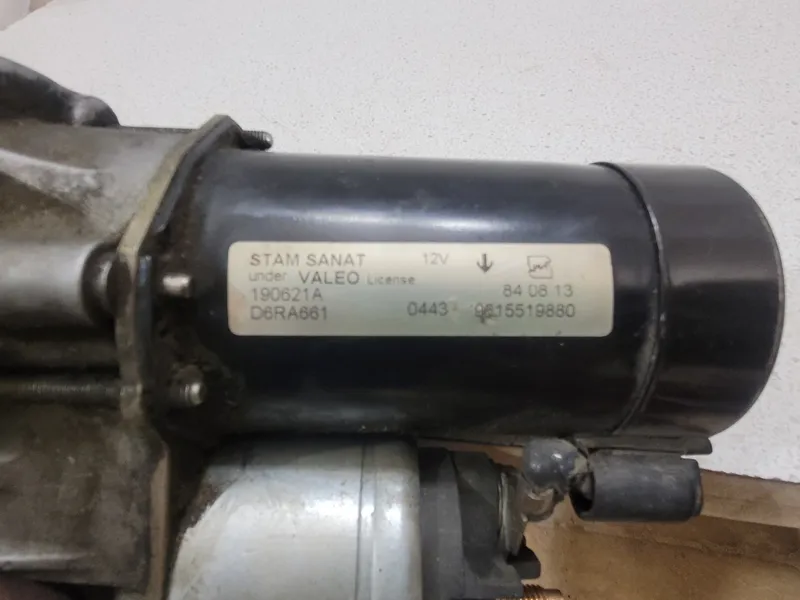 STAM SANAT 12V
under VALEO License
190621A 84 08 13
D6RA661 0443 9615519880